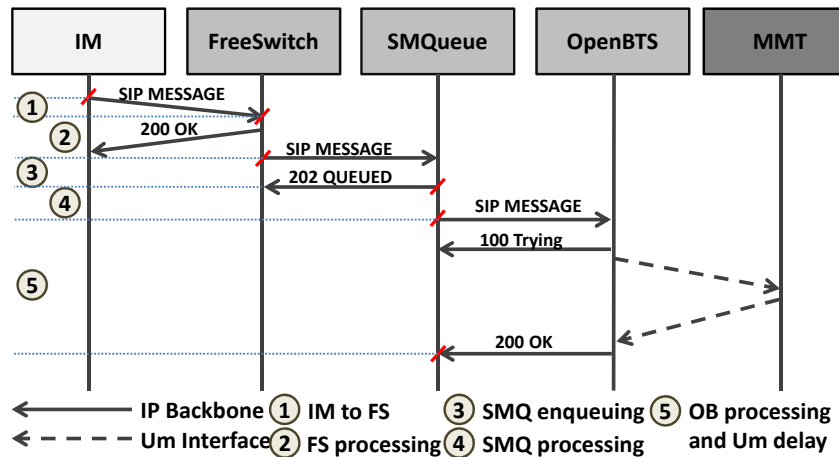 IM FreeSwitch SMQueue OpenBTS MMT
1 SIP MESSAGE
2 200 OK
SIP MESSAGE
3 202 QUEUED
4 SIP MESSAGE
100 Trying
5
200 OK
IP Backbone 1 IM to FS 3 SMQ enqueuing 5 OB processing
Um Interface 2 FS processing 4 SMQ processing and Um delay